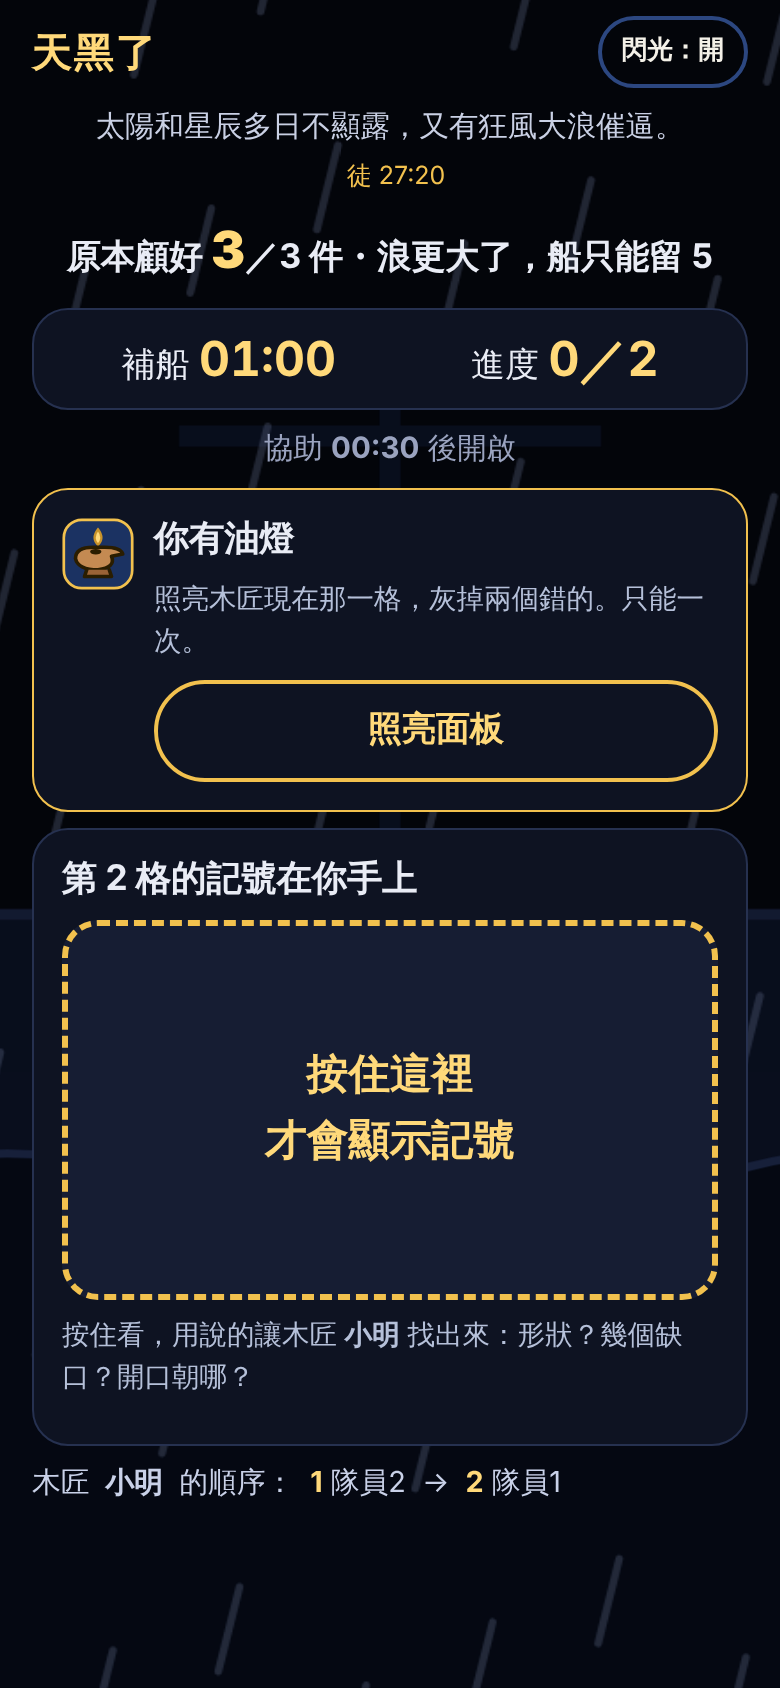 天黑了
閃光：開
太陽和星辰多日不顯露，又有狂風大浪催逼。
徒 27:20
原本顧好 3／3 件·浪更大了，船只能留 5
補船 01:00 進度 0／2
協助 00:30 後開啟
你有油燈
照亮木匠現在那一格，灰掉兩個錯的。只能一
次。
照亮面板
第 2 格的記號在你手上
按住這裡
才會顯示記號
按住看，用說的讓木匠 小明 找出來：形狀？幾個缺
口？開口朝哪？
木匠 小明 的順序： 1 隊員2 → 2 隊員1